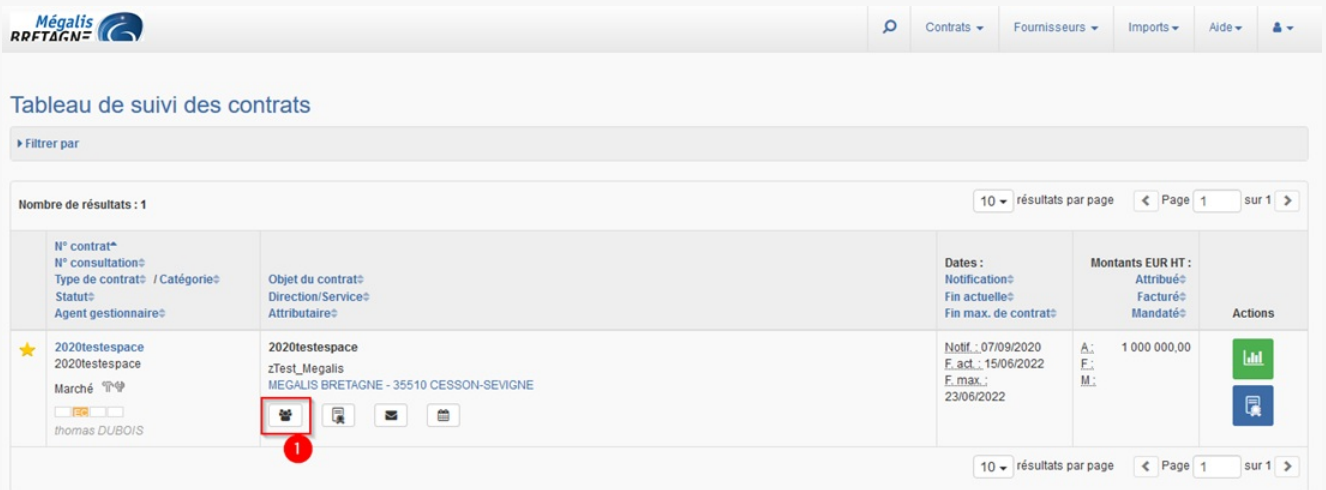 Mégalis
BRETAGNE
Contrats
Fournisseurs
Imports
Aide
Tableau de suivi des contrats
Filtrer par
Nombre de résultats : 1
10 résultats par page Page 1 sur 1
N° contrat
N° consultation
Type de contrat / Catégorie
Statut
Agent gestionnaire
Objet du contrat
Direction/Service
Attributaire
Dates :
Notification
Fin actuelle
Fin max. de contrat
Montants EUR HT :
Attribué
Facturé
Mandaté
Actions
2020testespace
2020testespace
Marché
EC
thomas DUBOIS
2020testespace
zTest_Megalis
MEGALIS BRETAGNE - 35510 CESSON-SEVIGNE
1
Notif. : 07/09/2020
F. act. : 15/06/2022
F. max. :
23/06/2022
A : 1 000 000,00
F :
M :
10 résultats par page Page 1 sur 1